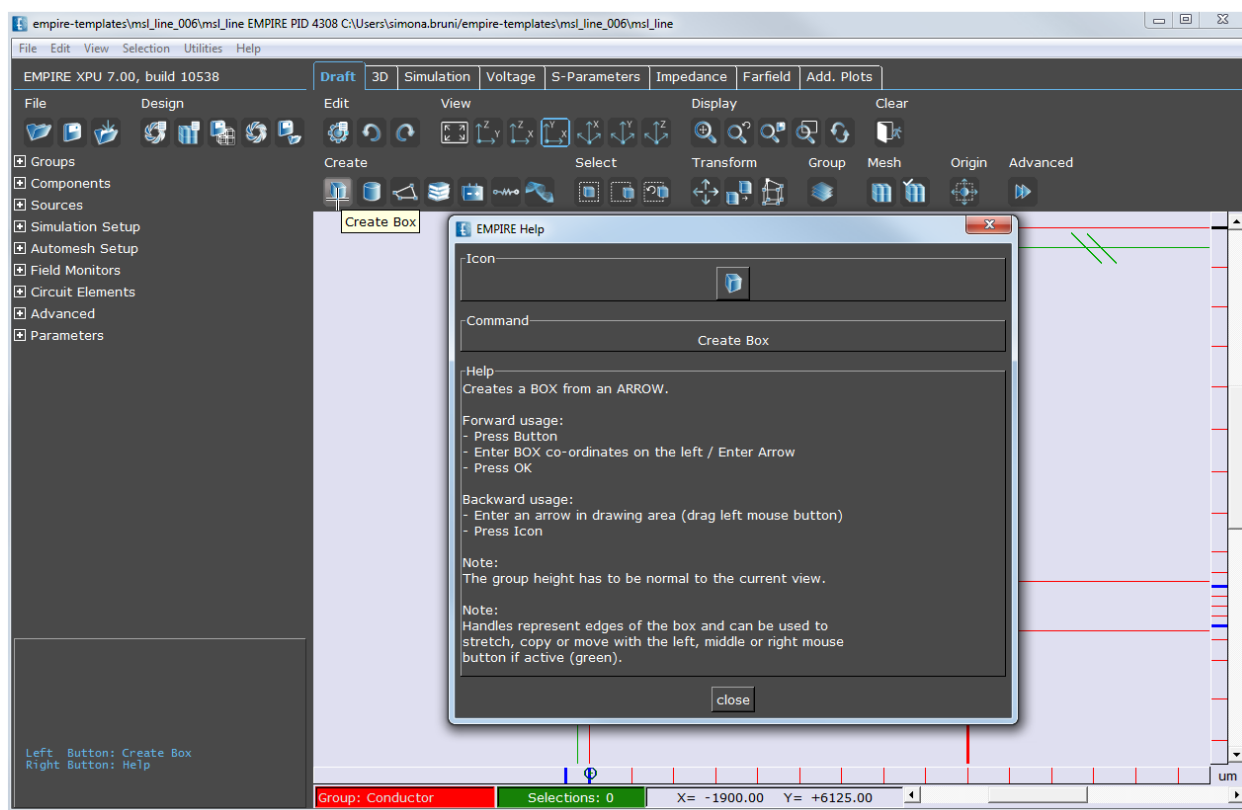 empire-templates\msl_line_006\msl_line EMPIRE PID 4308 C:\Users\simona.bruni/empire-templates\msl_line_006\msl_line
File Edit View Selection Utilities Help
EMPIRE XPU 7.00, build 10538
Draft 3D Simulation Voltage S-Parameters Impedance Farfield Add. Plots
File Design Edit View Display Clear
Groups
Components
Sources
Simulation Setup
Automesh Setup
Field Monitors
Circuit Elements
Advanced
Parameters
Create Select Transform Group Mesh Origin Advanced
Create Box
EMPIRE Help
Icon
Command
Create Box
Help
Creates a BOX from an ARROW.
Forward usage:
- Press Button
- Enter BOX co-ordinates on the left / Enter Arrow
- Press OK
Backward usage:
- Enter an arrow in drawing area (drag left mouse button)
- Press Icon
Note:
The group height has to be normal to the current view.
Note:
Handles represent edges of the box and can be used to
stretch, copy or move with the left, middle or right mouse
button if active (green).
close
Left Button: Create Box
Right Button: Help
um
Group: Conductor Selections: 0 X= -1900.00 Y= +6125.00